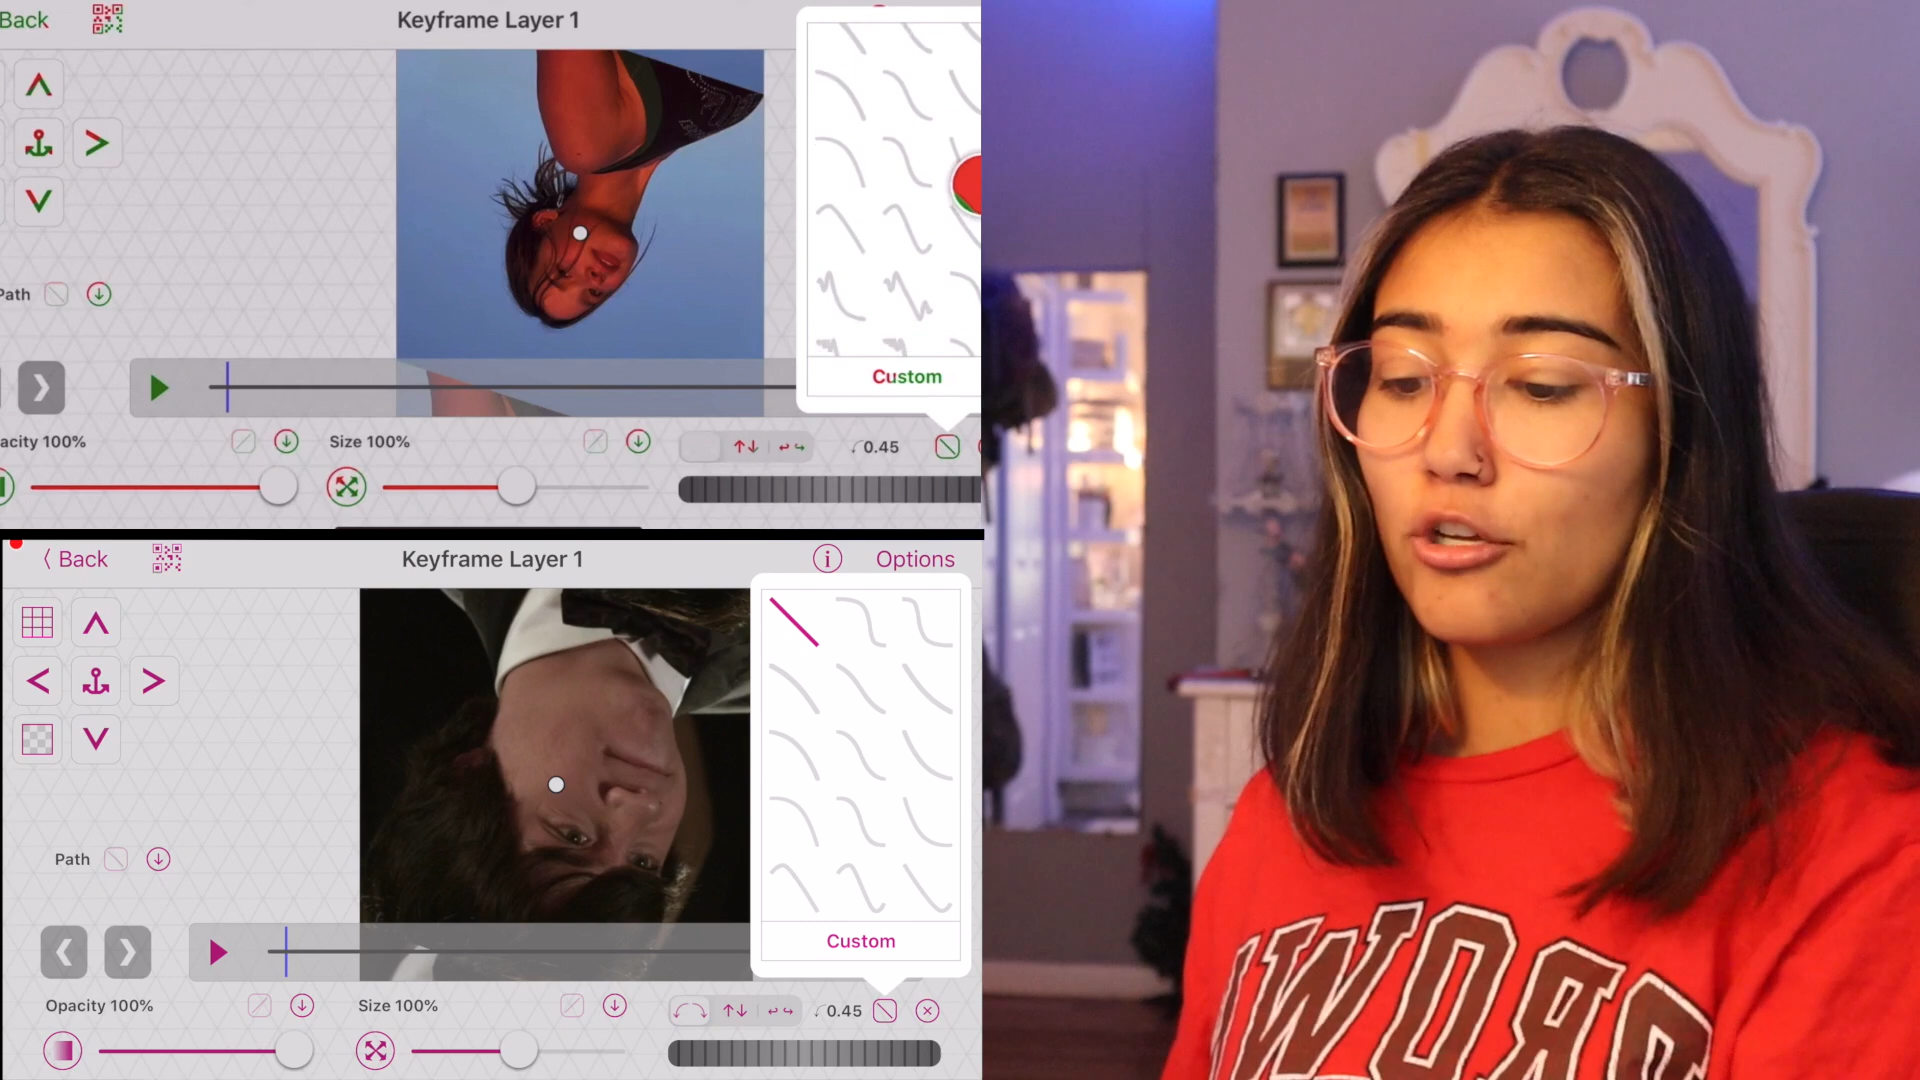 Back
Keyframe Layer 1
Path
Custom
acity 100%
Size 100%
0.45
Back
Keyframe Layer 1
Options
Path
Custom
Opacity 100%
Size 100%
0.45